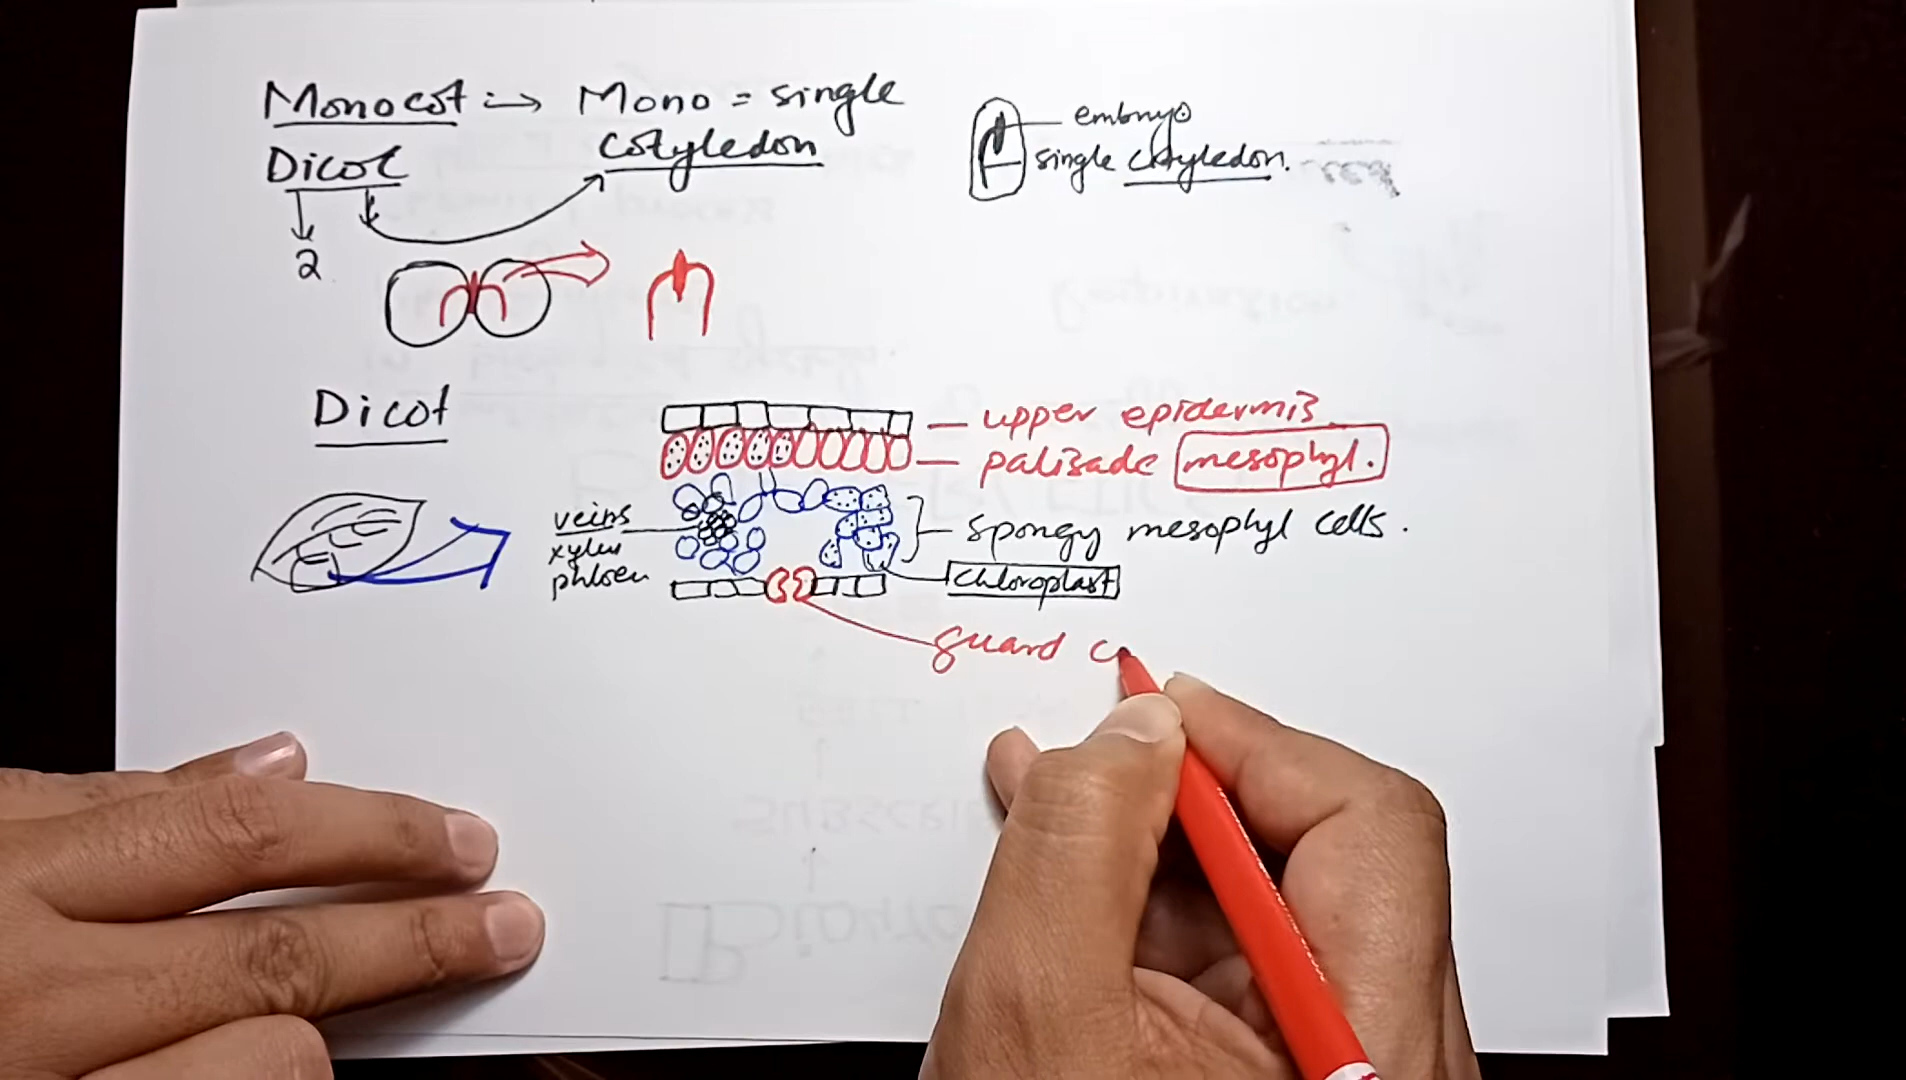 Monocot :→ Mono = single
cotyledon
Dicot
2
embryo
single cotyledon.
Dicot
upper epidermis
palisade mesophyl.
veins
xylem
phloem
spongy mesophyl cells.
chloroplast
guard c